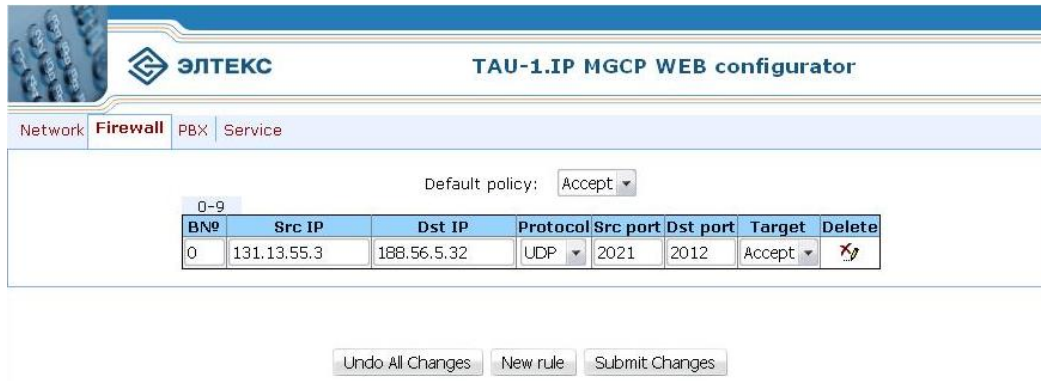 ЭЛТЕКС TAU-1.IP MGCP WEB configurator
Network Firewall PBX Service
Default policy: Accept
0-9
BNº Src IP Dst IP Protocol Src port Dst port Target Delete
0 131.13.55.3 188.56.5.32 UDP 2021 2012 Accept
Undo All Changes New rule Submit Changes